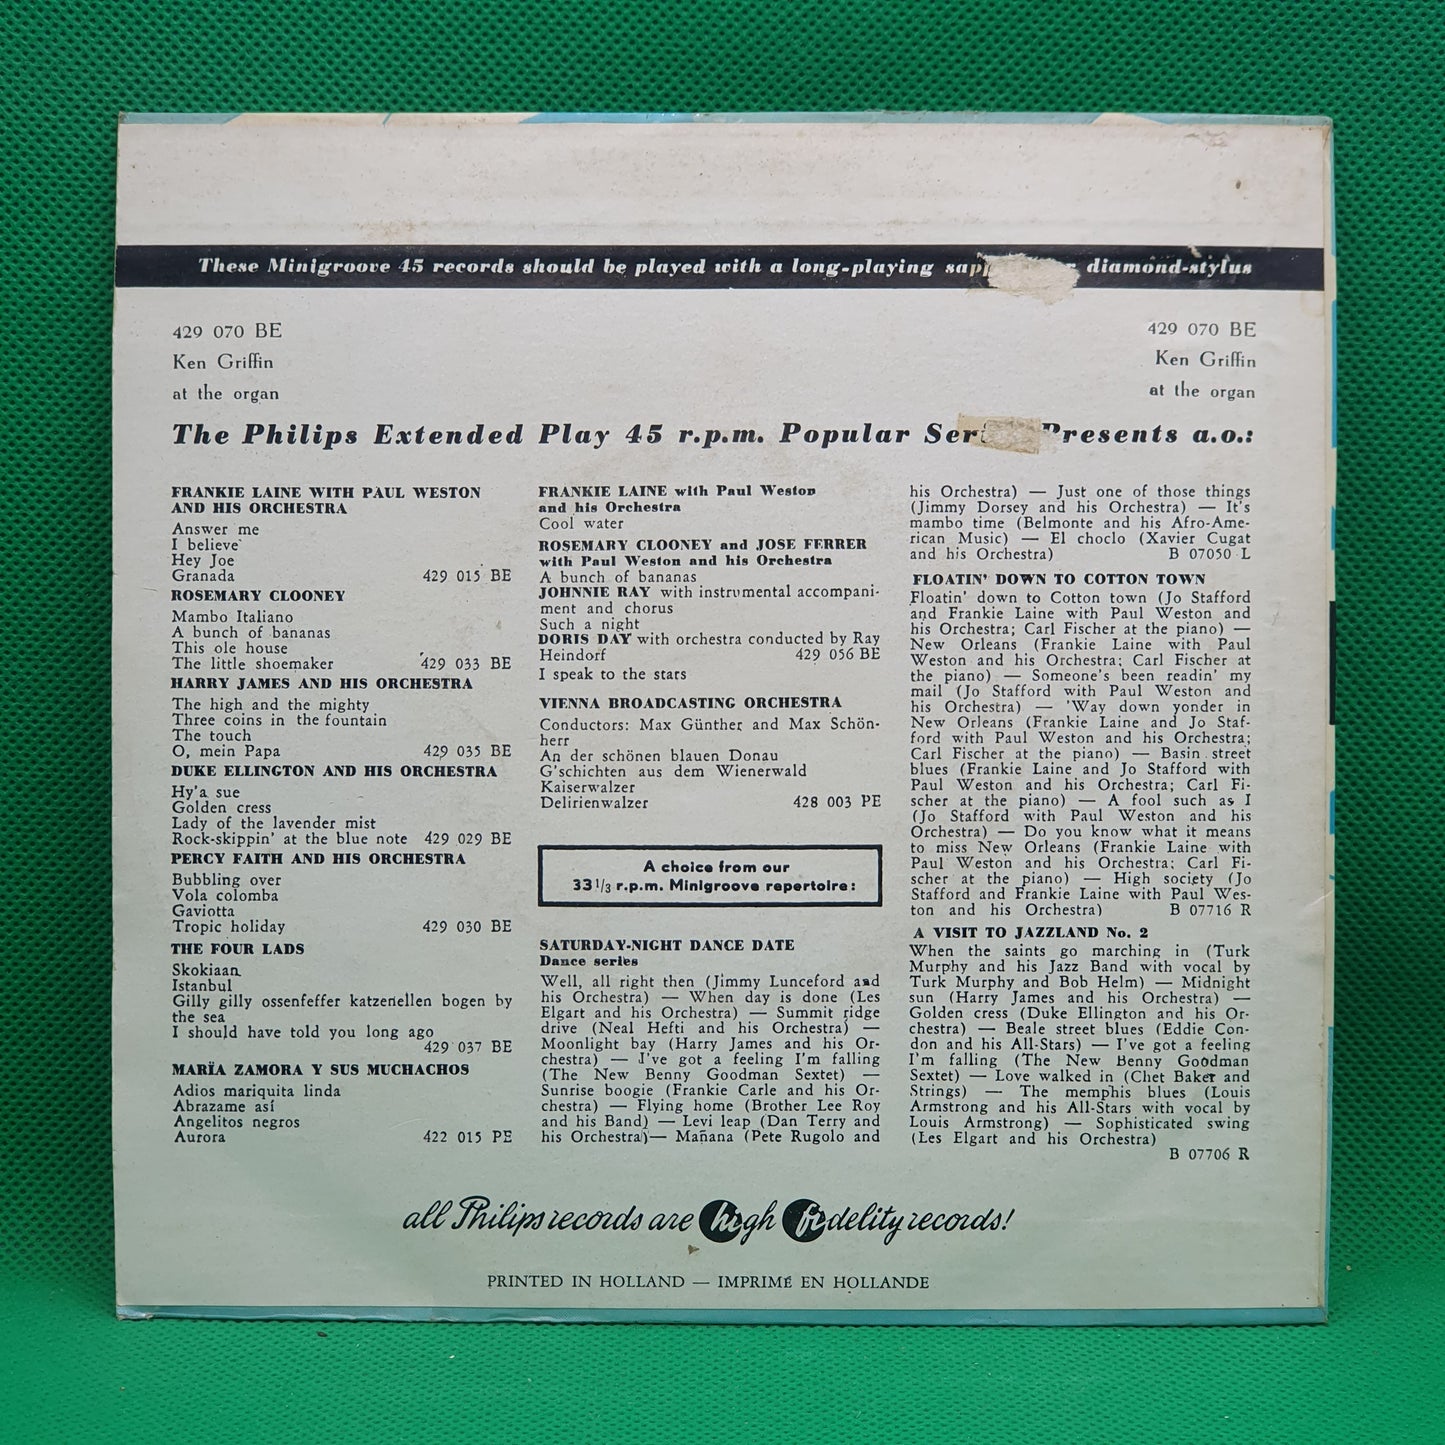 These Minigroove 45 records should be played with a long-playing diamond-stylus
429 070 BE
Ken Griffin
at the organ
429 070 BE
Ken Griffin
at the organ
The Philips Extended Play 45 r.p.m. Popular Presents a.o.:
FRANKIE LAINE WITH PAUL WESTON
AND HIS ORCHESTRA
Answer me
I believe
Hey Joe
Granada 429 015 BE
ROSEMARY CLOONEY
Mambo Italiano
A bunch of bananas
This ole house
The little shoemaker 429 033 BE
HARRY JAMES AND HIS ORCHESTRA
The high and the mighty
Three coins in the fountain
The touch
O, mein Papa 429 035 BE
DUKE ELLINGTON AND HIS ORCHESTRA
Hy'a sue
Golden cress
Lady of the lavender mist
Rock-skippin' at the blue note 429 029 BE
PERCY FAITH AND HIS ORCHESTRA
Bubbling over
Vola colomba
Gaviotta
Tropic holiday 429 030 BE
THE FOUR LADS
Skokiaan
Istanbul
Gilly gilly ossenfeffer katzenellen bogen by
the sea
I should have told you long ago
429 037 BE
MARÏA ZAMORA Y SUS MUCHACHOS
Adios mariquita linda
Abrazame así
Angelitos negros
Aurora 422 015 PE
FRANKIE LAINE with Paul Weston
and his Orchestra
Cool water
ROSEMARY CLOONEY and JOSE FERRER
with Paul Weston and his Orchestra
A bunch of bananas
JOHNNIE RAY with instrumental accompani-
ment and chorus
Such a night
DORIS DAY with orchestra conducted by Ray
Heindorf 429 056 BE
I speak to the stars
VIENNA BROADCASTING ORCHESTRA
Conductors: Max Günther and Max Schön-
herr
An der schönen blauen Donau
G'schichten aus dem Wienerwald
Kaiserwalzer
Delirienwalzer 428 003 PE
A choice from our
33 1/3 r.p.m. Minigroove repertoire:
SATURDAY-NIGHT DANCE DATE
Dance series
Well, all right then (Jimmy Lunceford and
his Orchestra) — When day is done (Les
Elgart and his Orchestra) — Summit ridge
drive (Neal Hefti and his Orchestra) —
Moonlight bay (Harry James and his Or-
chestra) — I've got a feeling I'm falling
(The New Benny Goodman Sextet) —
Sunrise boogie (Frankie Carle and his Or-
chestra) — Flying home (Brother Lee Roy
and his Band) — Levi leap (Dan Terry and
his Orchestra) — Mañana (Pete Rugolo and
his Orchestra) — Just one of those things
(Jimmy Dorsey and his Orchestra) — It's
mambo time (Belmonte and his Afro-Ame-
rican Music) — El choclo (Xavier Cugat
and his Orchestra) B 07050 L
FLOATIN' DOWN TO COTTON TOWN
Floatin' down to Cotton town (Jo Stafford
and Frankie Laine with Paul Weston and
his Orchestra; Carl Fischer at the piano) —
New Orleans (Frankie Laine with Paul
Weston and his Orchestra; Carl Fischer at
the piano) — Someone's been readin' my
mail (Jo Stafford with Paul Weston and
his Orchestra) — 'Way down yonder in
New Orleans (Frankie Laine and Jo Staf-
ford with Paul Weston and his Orchestra;
Carl Fischer at the piano) — Basin street
blues (Frankie Laine and Jo Stafford with
Paul Weston and his Orchestra; Carl Fi-
scher at the piano) — A fool such as I
(Jo Stafford with Paul Weston and his
Orchestra) — Do you know what it means
to miss New Orleans (Frankie Laine with
Paul Weston and his Orchestra; Carl Fi-
scher at the piano) — High society (Jo
Stafford and Frankie Laine with Paul Wes-
ton and his Orchestra) B 07716 R
A VISIT TO JAZZLAND No. 2
When the saints go marching in (Turk
Murphy and his Jazz Band with vocal by
Turk Murphy and Bob Helm) — Midnight
sun (Harry James and his Orchestra) —
Golden cress (Duke Ellington and his Or-
chestra) — Beale street blues (Eddie Con-
don and his All-Stars) — I've got a feeling
I'm falling (The New Benny Goodman
Sextet) — Love walked in (Chet Baker and
Strings) — The memphis blues (Louis
Armstrong and his All-Stars with vocal by
Louis Armstrong) — Sophisticated swing
(Les Elgart and his Orchestra)
B 07706 R
all Philips records are high fidelity records!
PRINTED IN HOLLAND — IMPRIMÉ EN HOLLANDE